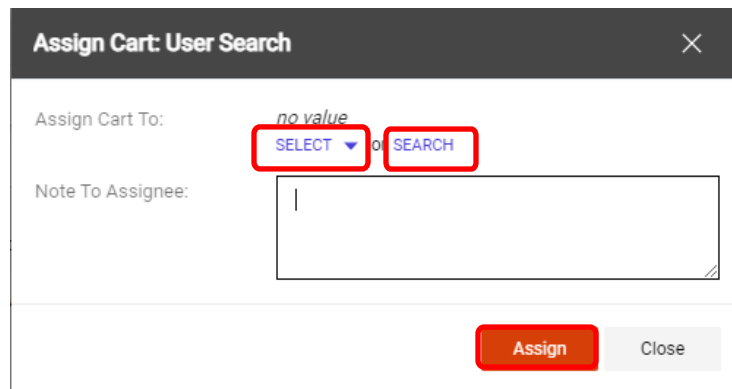 Assign Cart: User Search
Assign Cart To:
no value
SELECT or SEARCH
Note To Assignee:
Assign
Close